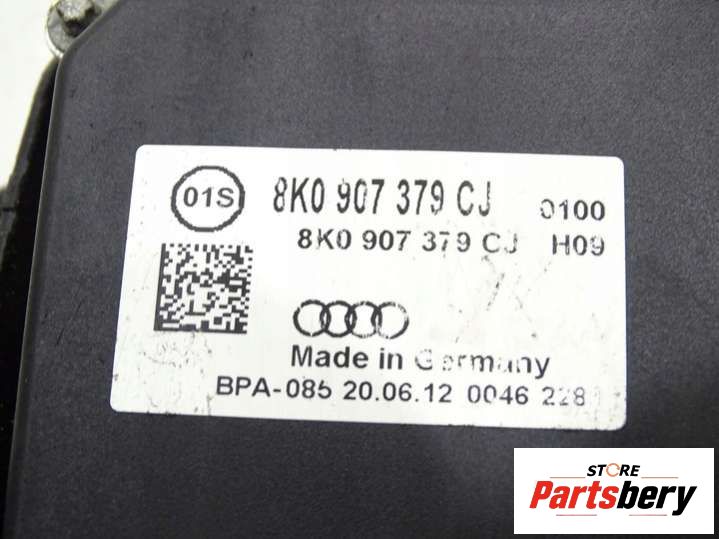 01S 8K0 907 379 CJ 0100
8K0 907 379 CJ H09
Made in Germany
BPA-085 20.06.12 0046 228
STORE
Partsbery